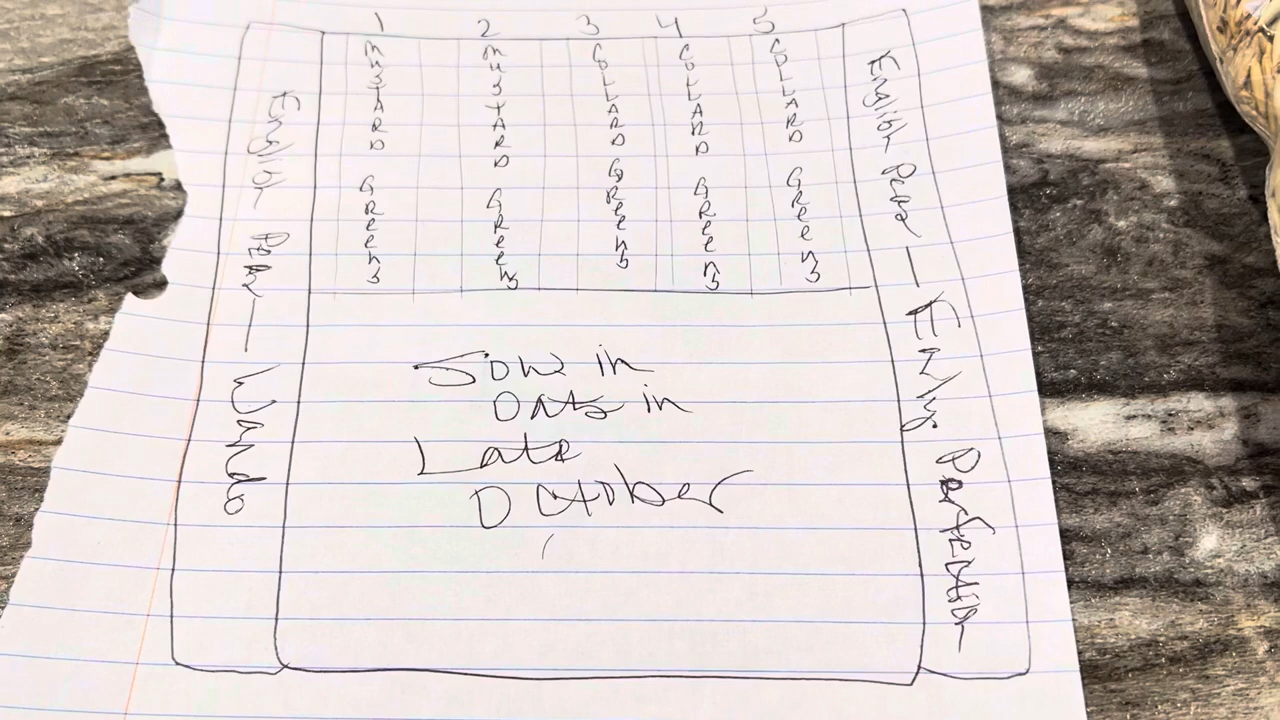 1 2 3 4 5
MUSTARD GReens
MUSTARD GReens
COLLARD GReens
COLLARD GReens
COLLARD GReens
English Peas — Wando
English Peas — Early Perfection
Sow in
Oats in
Late
October